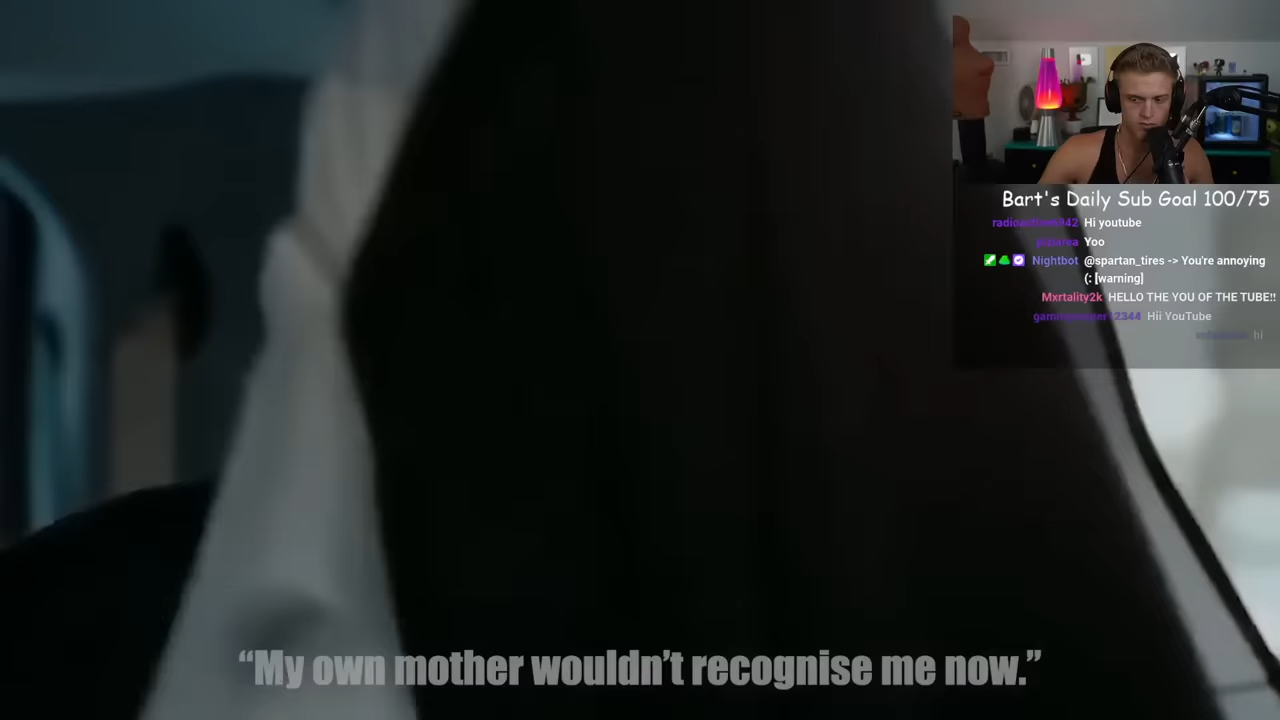 Bart's Daily Sub Goal 100/75
Hi youtube
Yoo
Nightbot @spartan_tires -> You're annoying
(: [warning]
Mxrtality2k HELLO THE YOU OF THE TUBE!!
Hii YouTube
hi
“My own mother wouldn’t recognise me now.”